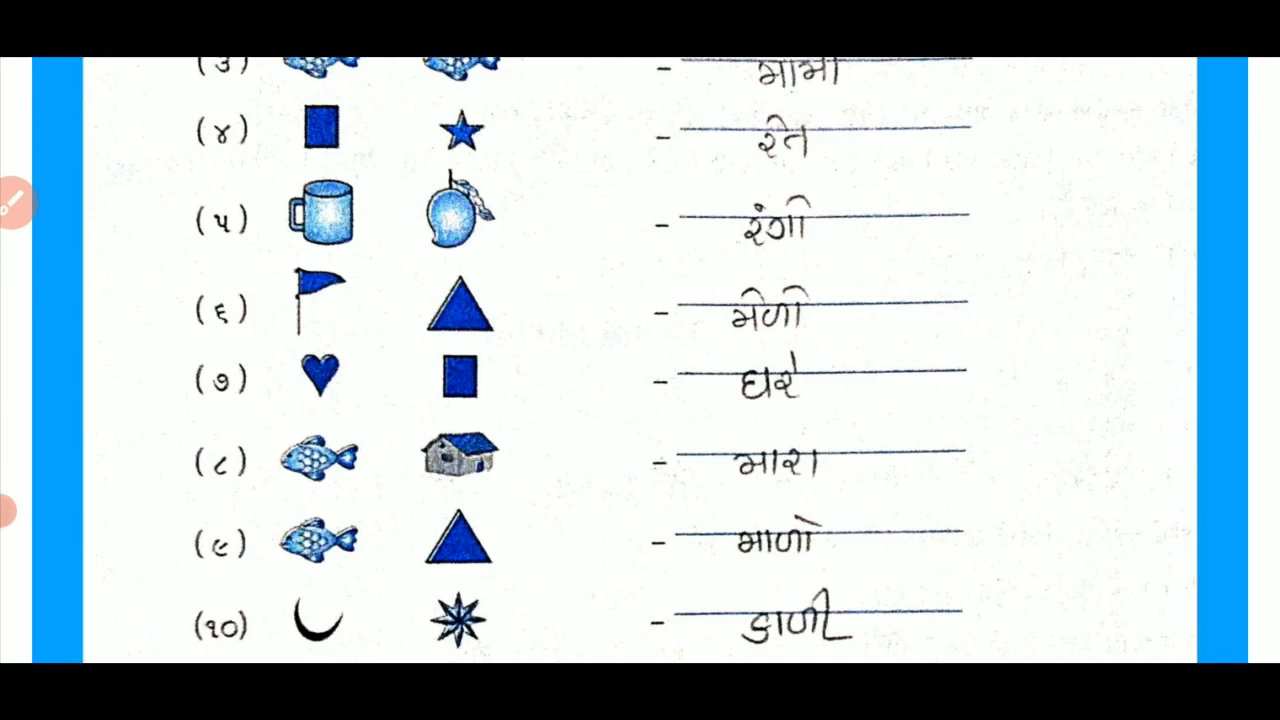 (૩) - મામા
(૪) - રેત
(૫) - રંગો
(૬) - મેળો
(૭) - ઘરે
(૮) - મારા
(૯) - માળો
(૧૦) - કાળી